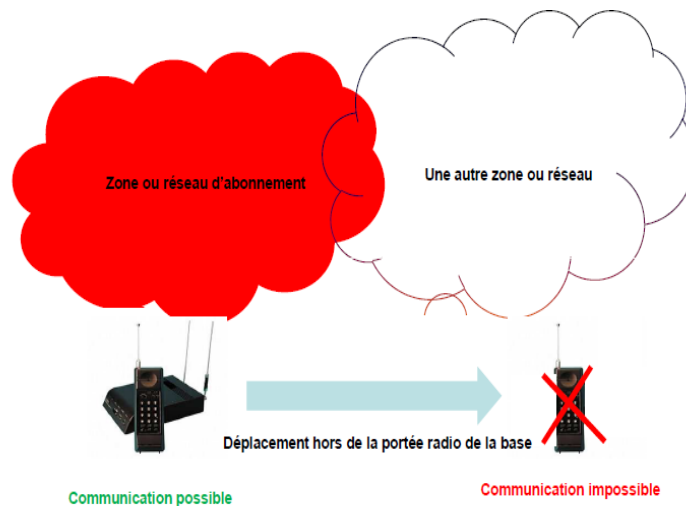 Zone ou réseau d'abonnement
Une autre zone ou réseau
Déplacement hors de la portée radio de la base
Communication possible
Communication impossible